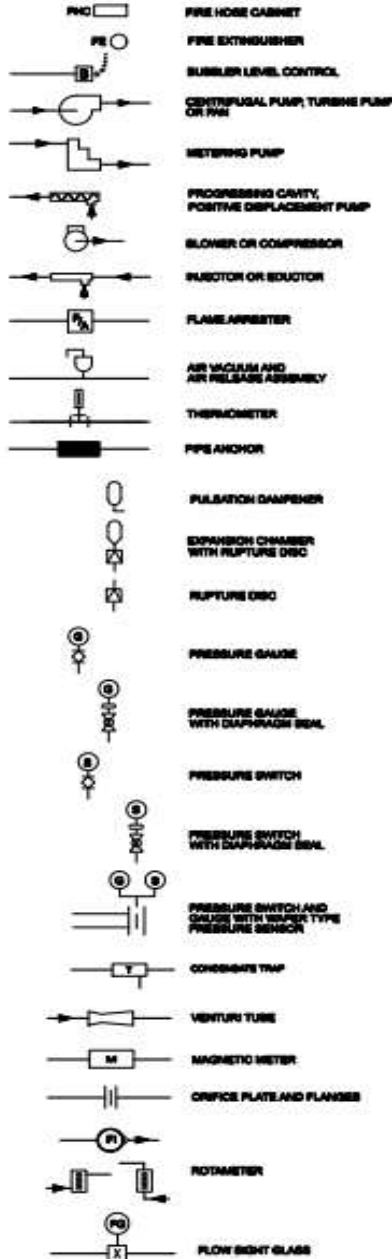 FHC FIRE HOSE CABINET
FE FIRE EXTINGUISHER
B BUBBLER LEVEL CONTROL
CENTRIFUGAL PUMP, TURBINE PUMP
OR FAN
METERING PUMP
PROGRESSING CAVITY,
POSITIVE DISPLACEMENT PUMP
BLOWER OR COMPRESSOR
INJECTOR OR EDUCTOR
F/A FLAME ARRESTER
AIR VACUUM AND
AIR RELEASE ASSEMBLY
THERMOMETER
PIPE ANCHOR
PULSATION DAMPENER
EXPANSION CHAMBER
WITH RUPTURE DISC
RUPTURE DISC
G PRESSURE GAUGE
G PRESSURE GAUGE
WITH DIAPHRAGM SEAL
S PRESSURE SWITCH
S PRESSURE SWITCH
WITH DIAPHRAGM SEAL
G S PRESSURE SWITCH AND
GAUGE WITH WAFER TYPE
PRESSURE SENSOR
T CONDENSATE TRAP
VENTURI TUBE
M MAGNETIC METER
ORIFICE PLATE AND FLANGES
FI
ROTAMETER
FG
X FLOW SIGHT GLASS